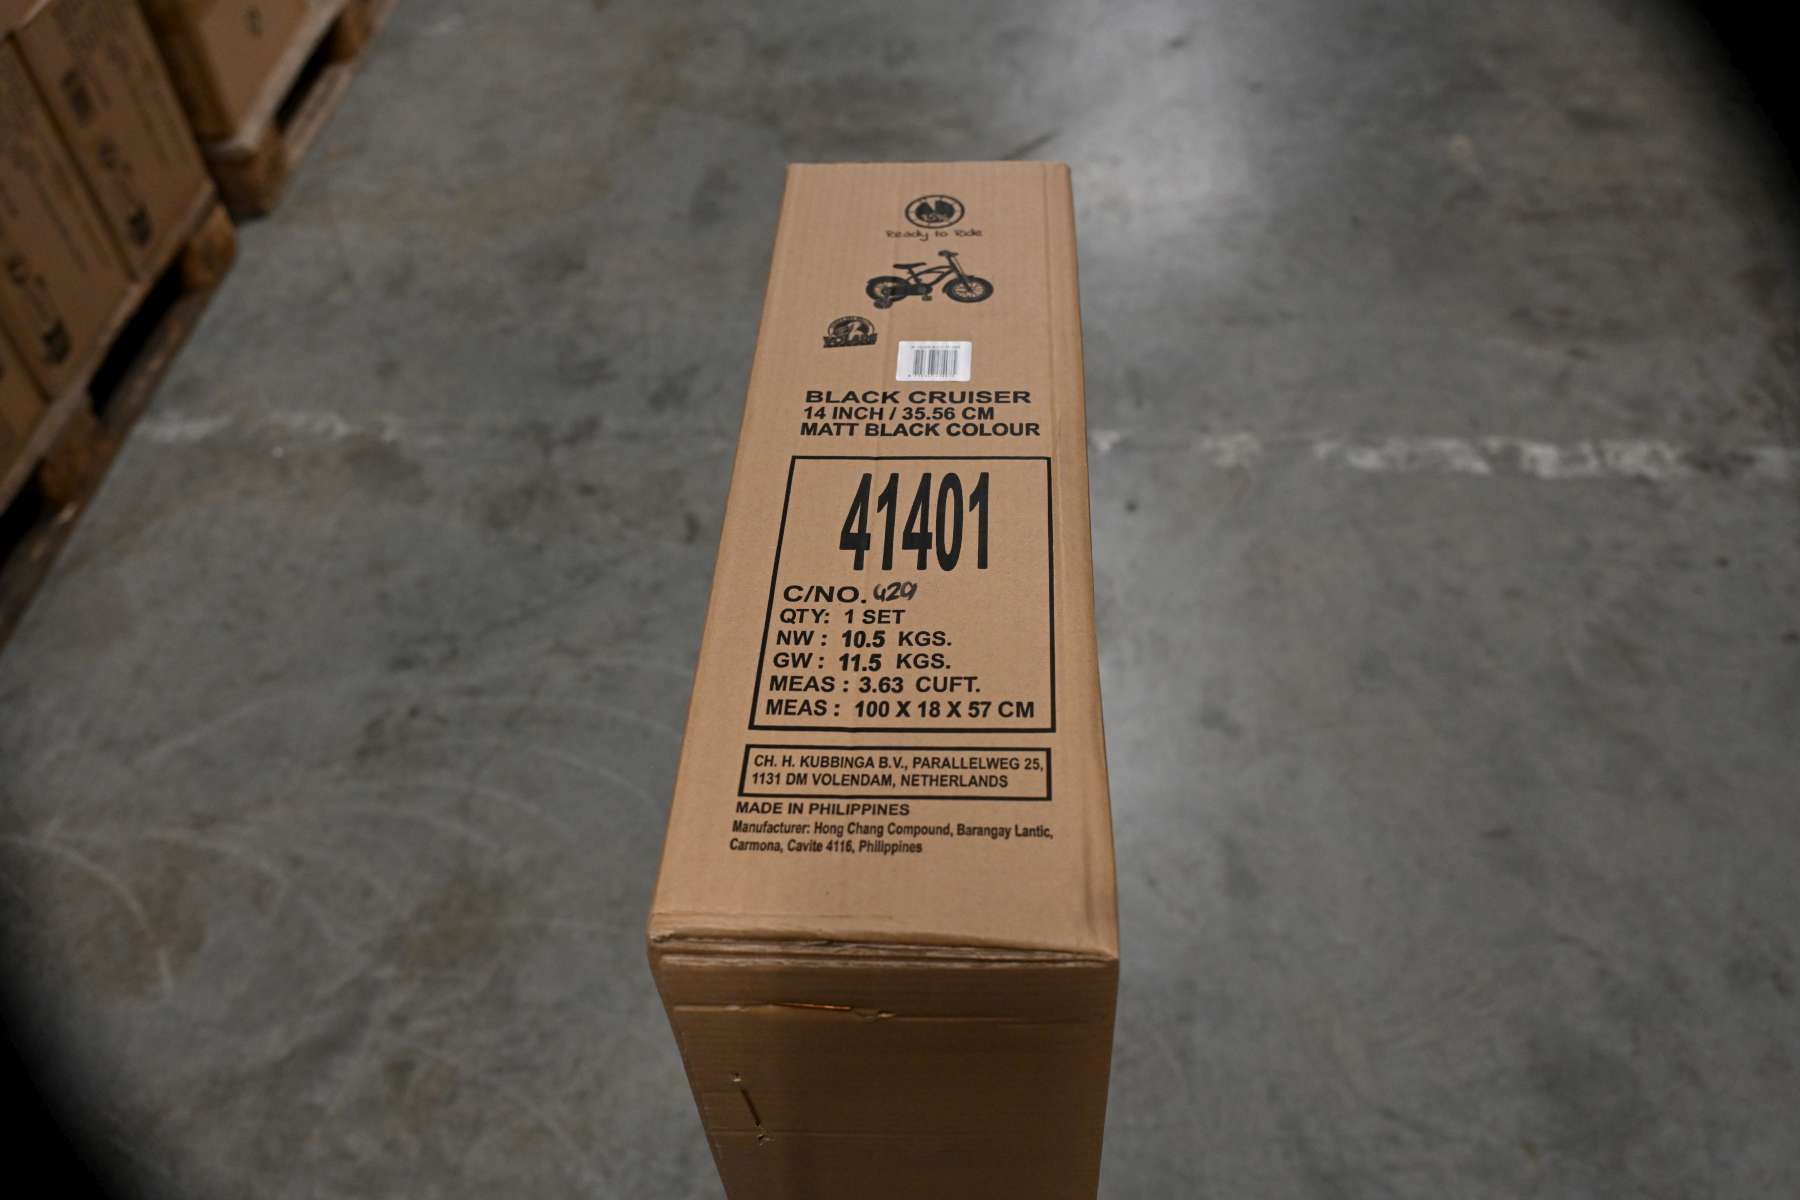 Ready to Ride
VOLARE
BLACK CRUISER
14 INCH / 35.56 CM
MATT BLACK COLOUR
41401
C/NO. 429
QTY: 1 SET
NW : 10.5 KGS.
GW : 11.5 KGS.
MEAS : 3.63 CUFT.
MEAS : 100 X 18 X 57 CM
CH. H. KUBBINGA B.V., PARALLELWEG 25,
1131 DM VOLENDAM, NETHERLANDS
MADE IN PHILIPPINES
Manufacturer: Hong Chang Compound, Barangay Lantic,
Carmona, Cavite 4116, Philippines